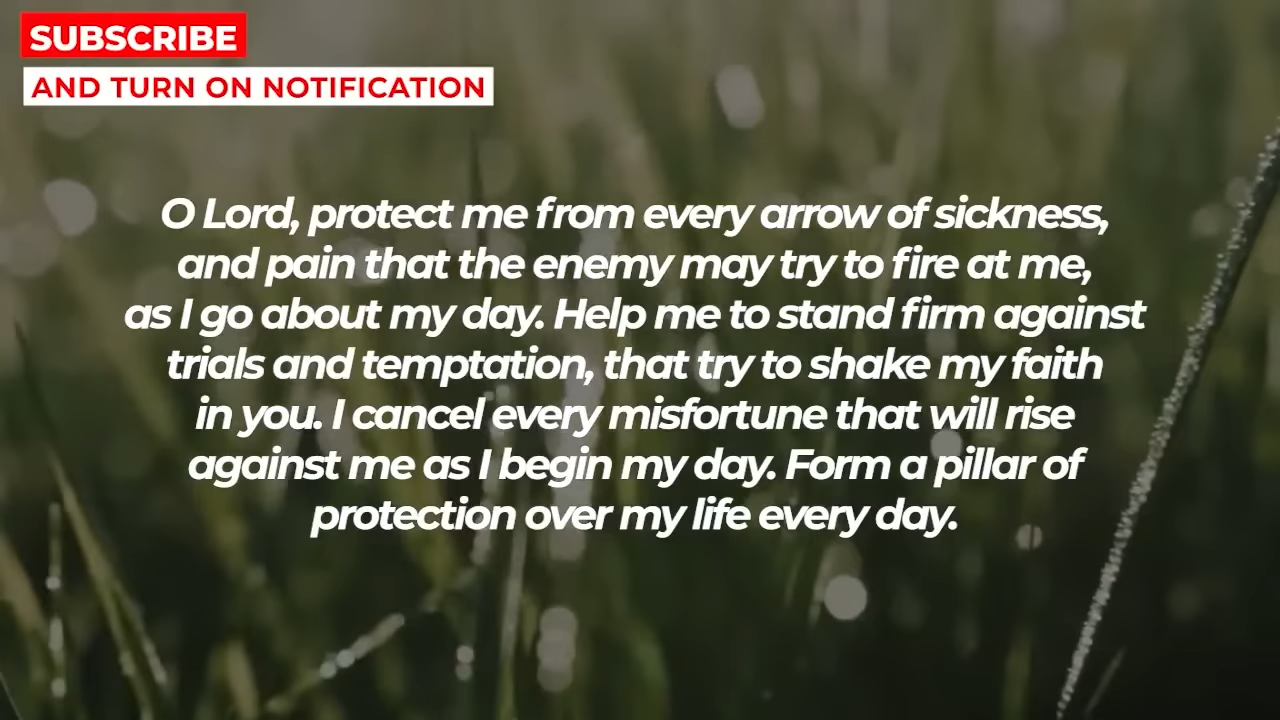 SUBSCRIBE
AND TURN ON NOTIFICATION
O Lord, protect me from every arrow of sickness,
and pain that the enemy may try to fire at me,
as I go about my day. Help me to stand firm against
trials and temptation, that try to shake my faith
in you. I cancel every misfortune that will rise
against me as I begin my day. Form a pillar of
protection over my life every day.